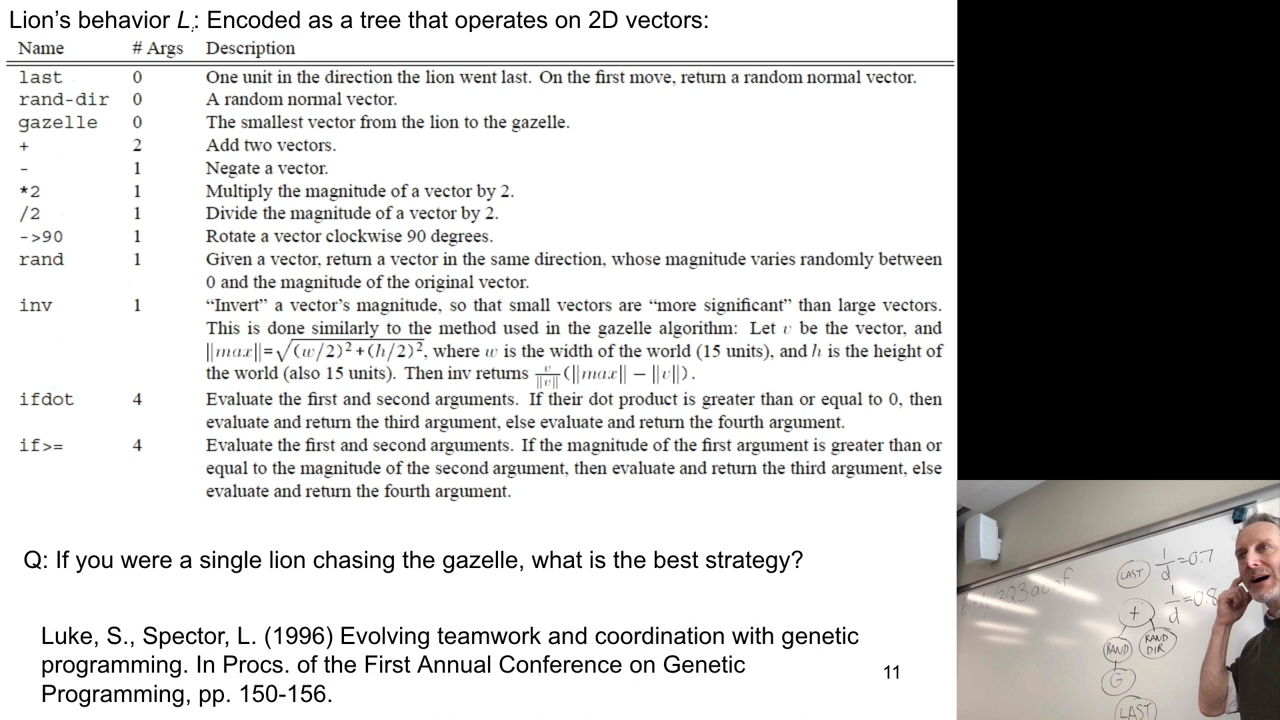 Lion's behavior Li: Encoded as a tree that operates on 2D vectors:
Name # Args Description
last 0 One unit in the direction the lion went last. On the first move, return a random normal vector.
rand-dir 0 A random normal vector.
gazelle 0 The smallest vector from the lion to the gazelle.
+ 2 Add two vectors.
- 1 Negate a vector.
*2 1 Multiply the magnitude of a vector by 2.
/2 1 Divide the magnitude of a vector by 2.
->90 1 Rotate a vector clockwise 90 degrees.
rand 1 Given a vector, return a vector in the same direction, whose magnitude varies randomly between
0 and the magnitude of the original vector.
inv 1 "Invert" a vector's magnitude, so that small vectors are "more significant" than large vectors.
This is done similarly to the method used in the gazelle algorithm: Let v be the vector, and
||max||=√(w/2)²+(h/2)², where w is the width of the world (15 units), and h is the height of
the world (also 15 units). Then inv returns v/||v|| (||max|| − ||v||).
ifdot 4 Evaluate the first and second arguments. If their dot product is greater than or equal to 0, then
evaluate and return the third argument, else evaluate and return the fourth argument.
if>= 4 Evaluate the first and second arguments. If the magnitude of the first argument is greater than or
equal to the magnitude of the second argument, then evaluate and return the third argument, else
evaluate and return the fourth argument.
Q: If you were a single lion chasing the gazelle, what is the best strategy?
Luke, S., Spector, L. (1996) Evolving teamwork and coordination with genetic
programming. In Procs. of the First Annual Conference on Genetic
Programming, pp. 150-156.
11
LAST 1/d=0.7
+ 1/d=0.8
RAND RAND
DIR
G
LAST